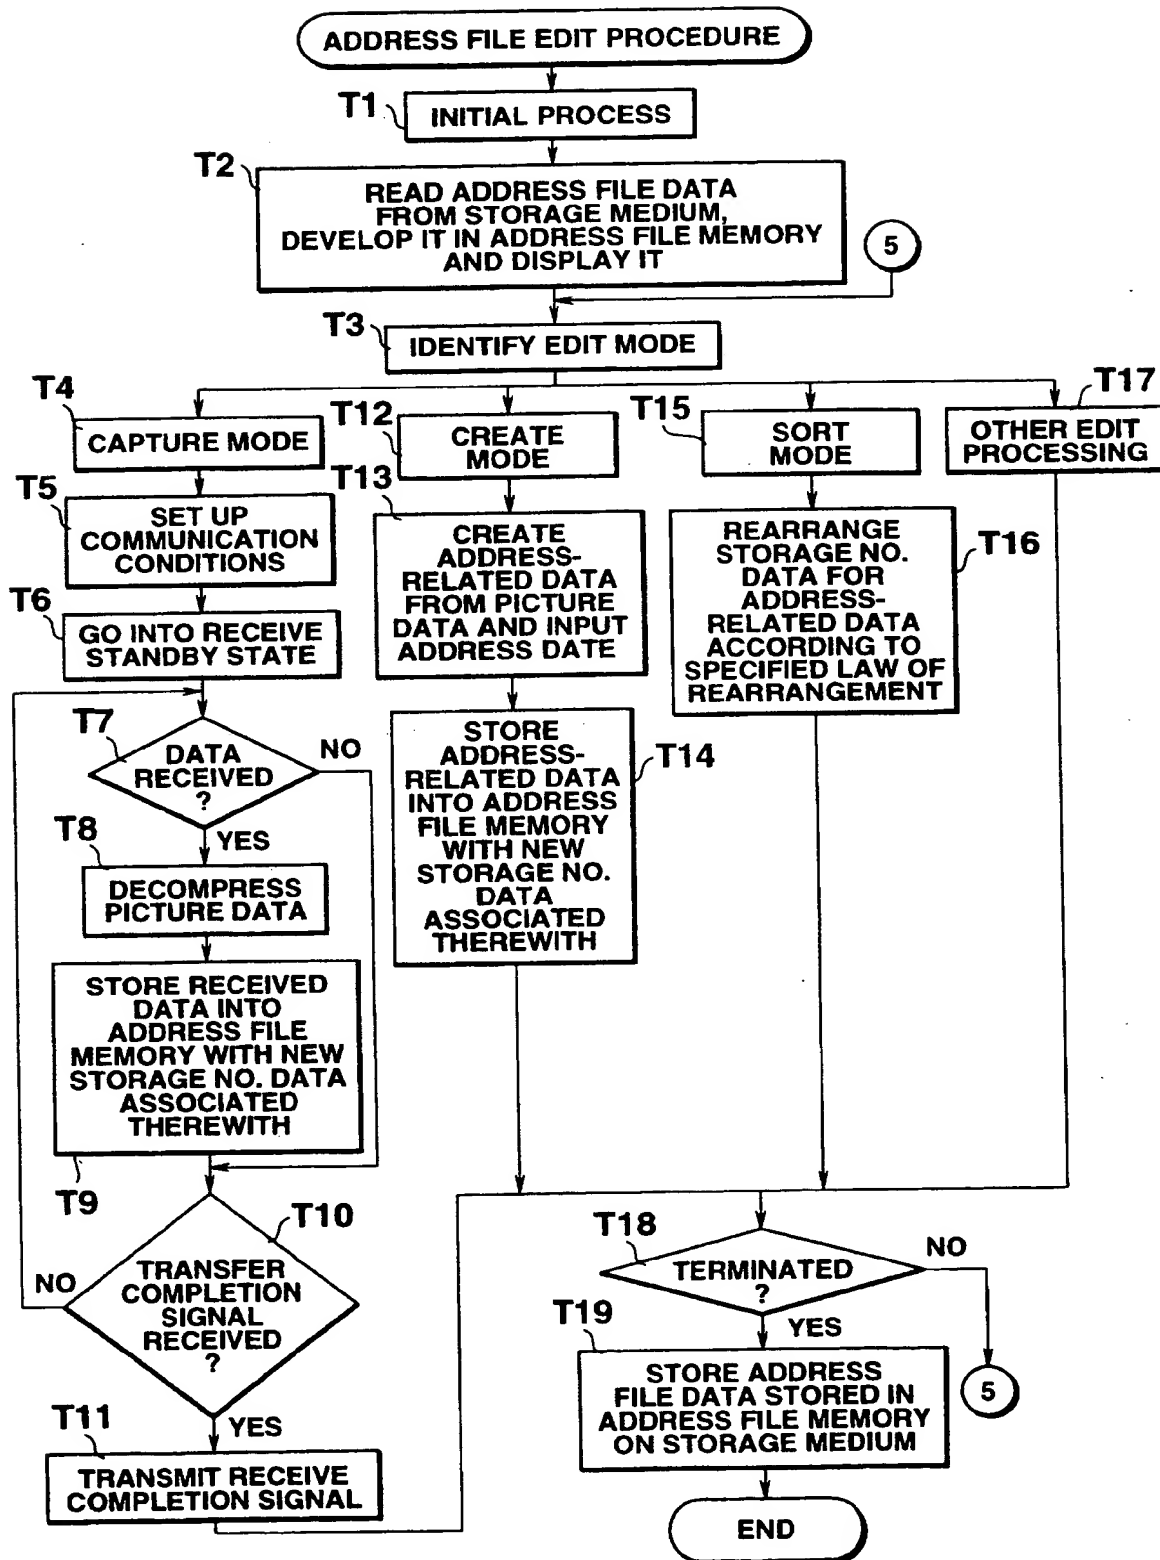 ADDRESS FILE EDIT PROCEDURE
T1
INITIAL PROCESS
T2
READ ADDRESS FILE DATA
FROM STORAGE MEDIUM,
DEVELOP IT IN ADDRESS FILE MEMORY
AND DISPLAY IT
5
T3
IDENTIFY EDIT MODE
T4
CAPTURE MODE
T5
SET UP
COMMUNICATION
CONDITIONS
T6
GO INTO RECEIVE
STANDBY STATE
T7
DATA
RECEIVED
?
NO
YES
T8
DECOMPRESS
PICTURE DATA
STORE RECEIVED
DATA INTO
ADDRESS FILE
MEMORY WITH NEW
STORAGE NO. DATA
ASSOCIATED
THEREWITH
T9
T10
TRANSFER
COMPLETION
SIGNAL
RECEIVED
?
NO
YES
T11
TRANSMIT RECEIVE
COMPLETION SIGNAL
T12
CREATE
MODE
T13
CREATE
ADDRESS-
RELATED DATA
FROM PICTURE
DATA AND INPUT
ADDRESS DATE
STORE
ADDRESS-
RELATED DATA
INTO ADDRESS
FILE MEMORY
WITH NEW
STORAGE NO.
DATA
ASSOCIATED
THEREWITH
T14
T15
SORT
MODE
REARRANGE
STORAGE NO.
DATA FOR
ADDRESS-
RELATED DATA
ACCORDING TO
SPECIFIED LAW OF
REARRANGEMENT
T16
T17
OTHER EDIT
PROCESSING
T18
TERMINATED
?
NO
YES
5
T19
STORE ADDRESS
FILE DATA STORED IN
ADDRESS FILE MEMORY
ON STORAGE MEDIUM
END